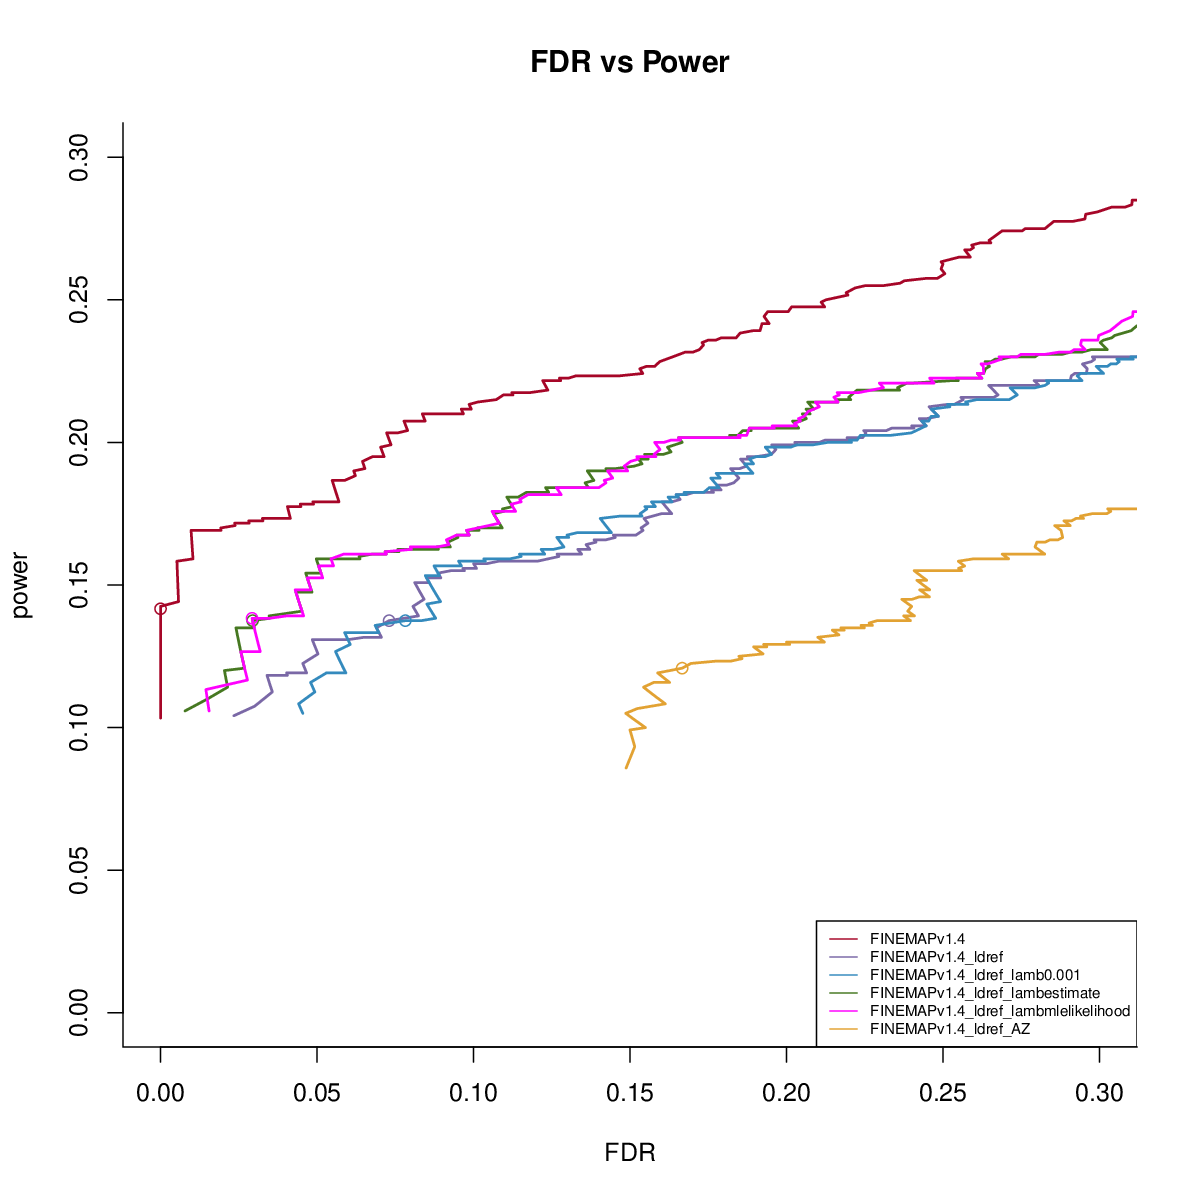 FDR vs Power
power
0.30
0.25
0.20
0.15
0.10
0.05
0.00
FINEMAPv1.4
FINEMAPv1.4_ldref
FINEMAPv1.4_ldref_lamb0.001
FINEMAPv1.4_ldref_lambestimate
FINEMAPv1.4_ldref_lambmlelikelihood
FINEMAPv1.4_ldref_AZ
0.00 0.05 0.10 0.15 0.20 0.25 0.30
FDR